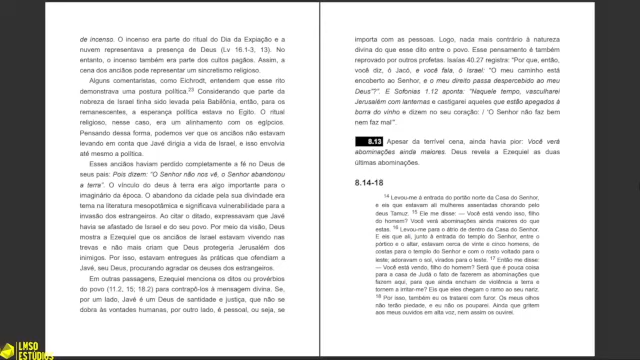 de incenso. O incenso era parte do ritual do Dia da Expiação e a
nuvem representava a presença de Deus (Lv 16.1-3, 13). No
entanto, o incenso também era parte dos cultos pagãos. Assim, a
cena dos anciãos pode representar um sincretismo religioso.
Alguns comentaristas, como Eichrodt, entendem que esse rito
demonstrava uma postura política.23 Considerando que parte da
nobreza de Israel tinha sido levada pela Babilônia, então, para os
remanescentes, a esperança política estava no Egito. O ritual
religioso, nesse caso, era um alinhamento com os egípcios.
Pensando dessa forma, podemos ver que os anciãos não estavam
levando em conta que Javé dirigia a vida de Israel, e isso envolvia
até mesmo a política.
Esses anciãos haviam perdido completamente a fé no Deus de
seus pais: Pois dizem: "O Senhor não nos vê, o Senhor abandonou
a terra". O vínculo do deus à terra era algo importante para o
imaginário da época. O abandono da cidade pela sua divindade era
tema na literatura mesopotâmica e significava vulnerabilidade para a
invasão dos estrangeiros. Ao citar o ditado, expressavam que Javé
havia se afastado de Israel e do seu povo. Por meio da visão, Deus
mostra a Ezequiel que os anciãos de Israel estavam vivendo nas
trevas e não mais criam que Deus protegeria Jerusalém dos
inimigos. Por isso, estavam entregues às práticas que ofendiam a
Javé, seu Deus, procurando agradar os deuses dos estrangeiros.
Em outras passagens, Ezequiel menciona os ditos ou provérbios
do povo (11.2, 15; 18.2) para contrapô-los à mensagem divina. Se,
por um lado, Javé é um Deus de santidade e justiça, que não se
dobra às vontades humanas, por outro lado, é pessoal, ou seja, se
importa com as pessoas. Logo, nada mais contrário à natureza
divina do que esse dito entre o povo. Esse pensamento é também
reprovado por outros profetas. Isaías 40.27 registra: "Por que, então,
você diz, ó Jacó, e você fala, ó Israel: "O meu caminho está
encoberto ao Senhor, e o meu direito passa despercebido ao meu
Deus"?". E Sofonias 1.12 aponta: "Naquele tempo, vasculharei
Jerusalém com lanternas e castigarei aqueles que estão apegados à
borra do vinho e dizem no seu coração: / 'O Senhor não faz bem
nem faz mal'".
8.13 Apesar da terrível cena, ainda havia pior: Você verá
abominações ainda maiores. Deus revela a Ezequiel as duas
últimas abominações.
8.14-18
14 Levou-me à entrada do portão norte da Casa do Senhor,
e eis que estavam ali mulheres assentadas chorando pelo
deus Tamuz. 15 Ele me disse: — Você está vendo isso, filho
do homem? Você verá abominações ainda maiores do que
estas. 16 Levou-me para o átrio de dentro da Casa do Senhor.
E eis que ali, junto à entrada do templo do Senhor, entre o
pórtico e o altar, estavam cerca de vinte e cinco homens, de
costas para o templo do Senhor e com o rosto voltado para o
leste; adoravam o sol, virados para o leste. 17 Então me disse:
— Você está vendo, filho do homem? Será que é pouca coisa
para a casa de Judá o fato de fazerem as abominações que
fazem aqui, para que ainda encham de violência a terra e
tornem a irritar-me? Eis que eles chegam o ramo ao seu nariz.
18 Por isso, também eu os tratarei com furor. Os meus olhos
não terão piedade, e eu não os pouparei. Ainda que gritem
aos meus ouvidos em alta voz, nem assim os ouvirei.
LMSD
ESTÚDIOS